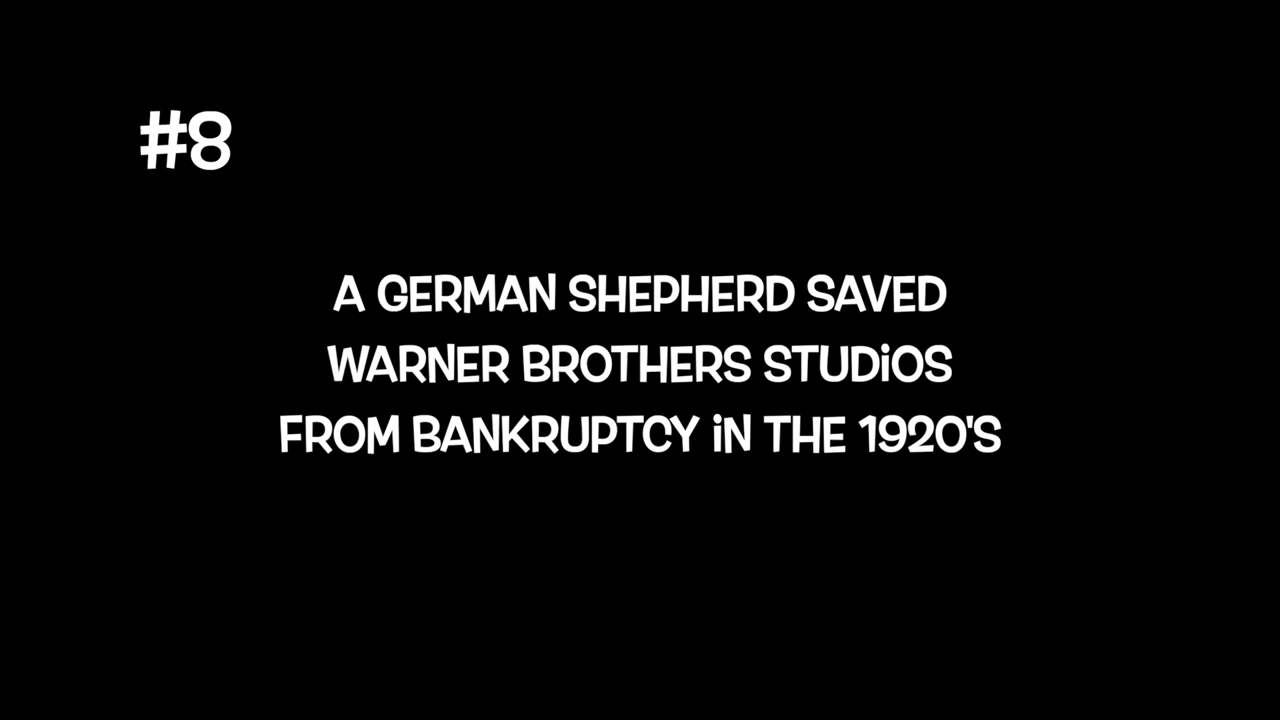 #8
A GERMAN SHEPHERD SAVED
WARNER BROTHERS STUDiOS
FROM BANKRUPTCY iN THE 1920'S